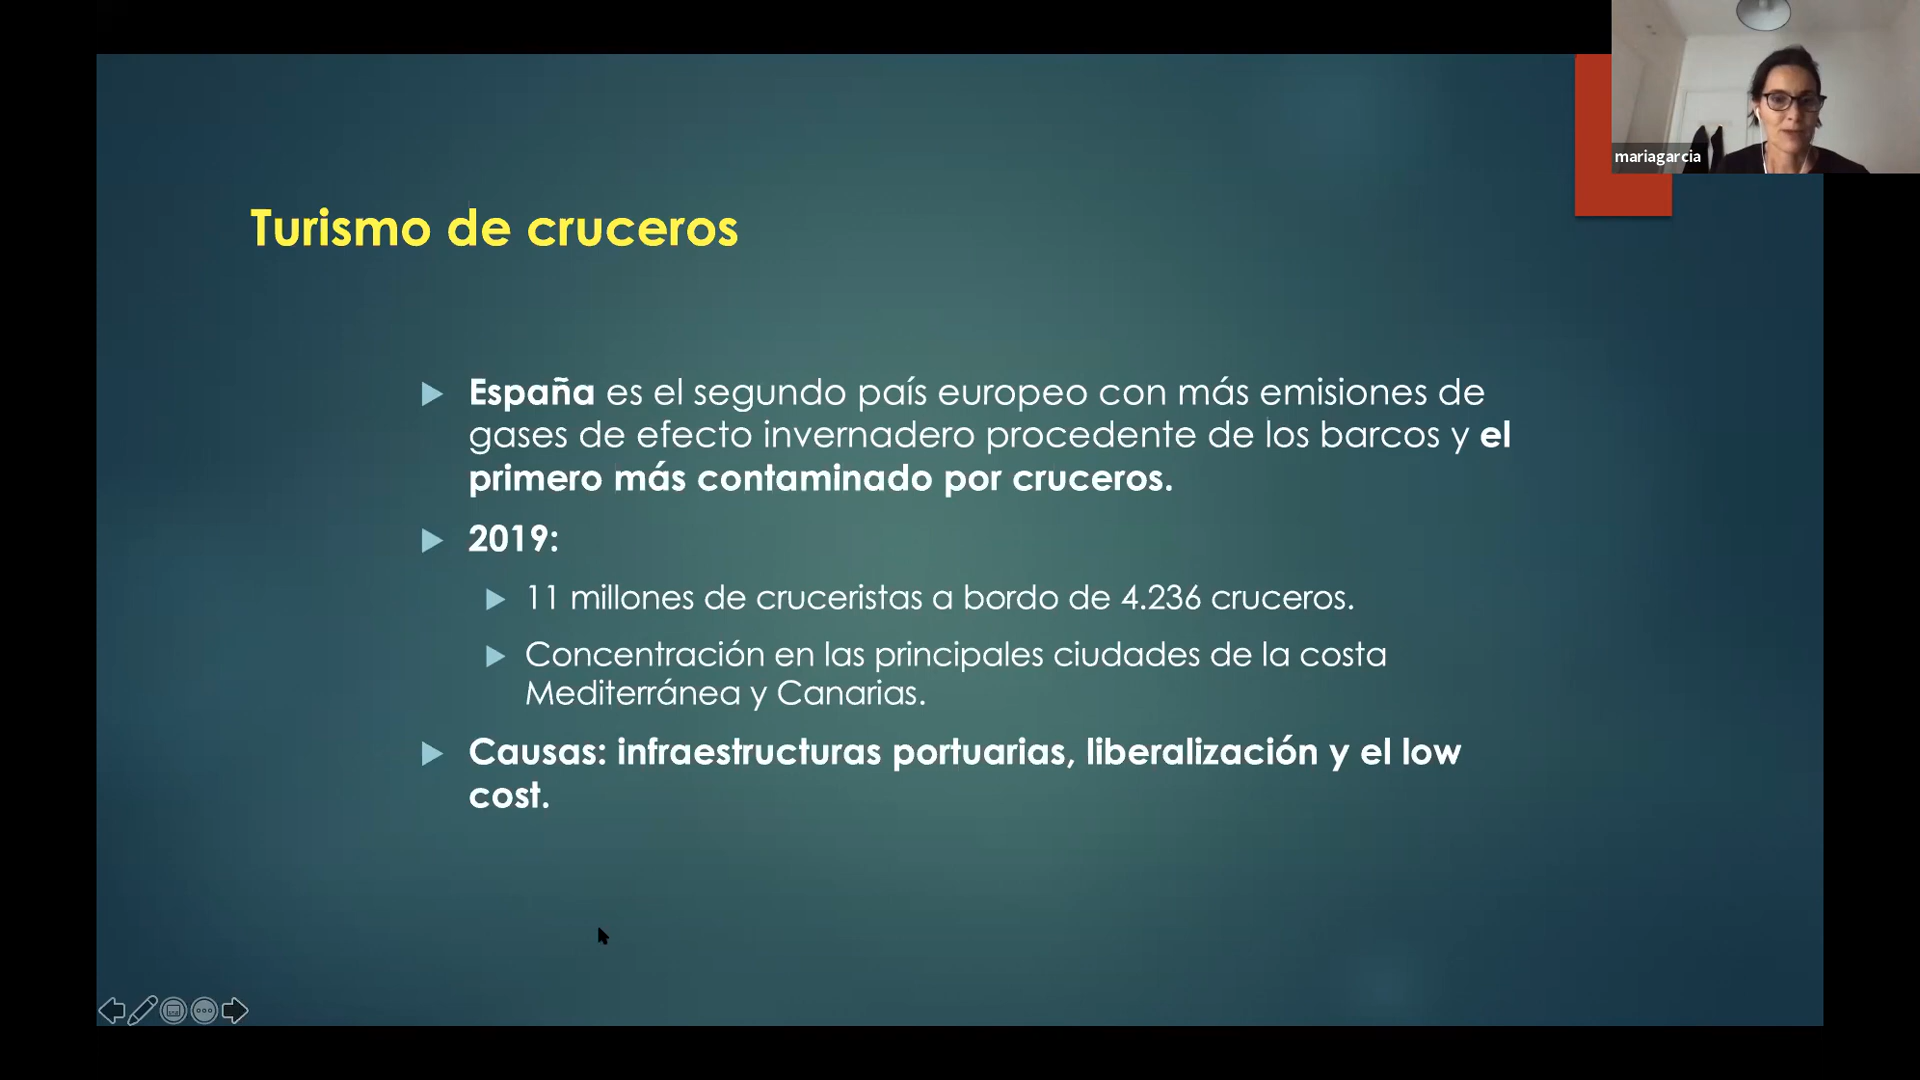 mariagarcia
Turismo de cruceros
España es el segundo país europeo con más emisiones de
gases de efecto invernadero procedente de los barcos y el
primero más contaminado por cruceros.
2019:
11 millones de cruceristas a bordo de 4.236 cruceros.
Concentración en las principales ciudades de la costa
Mediterránea y Canarias.
Causas: infraestructuras portuarias, liberalización y el low
cost.